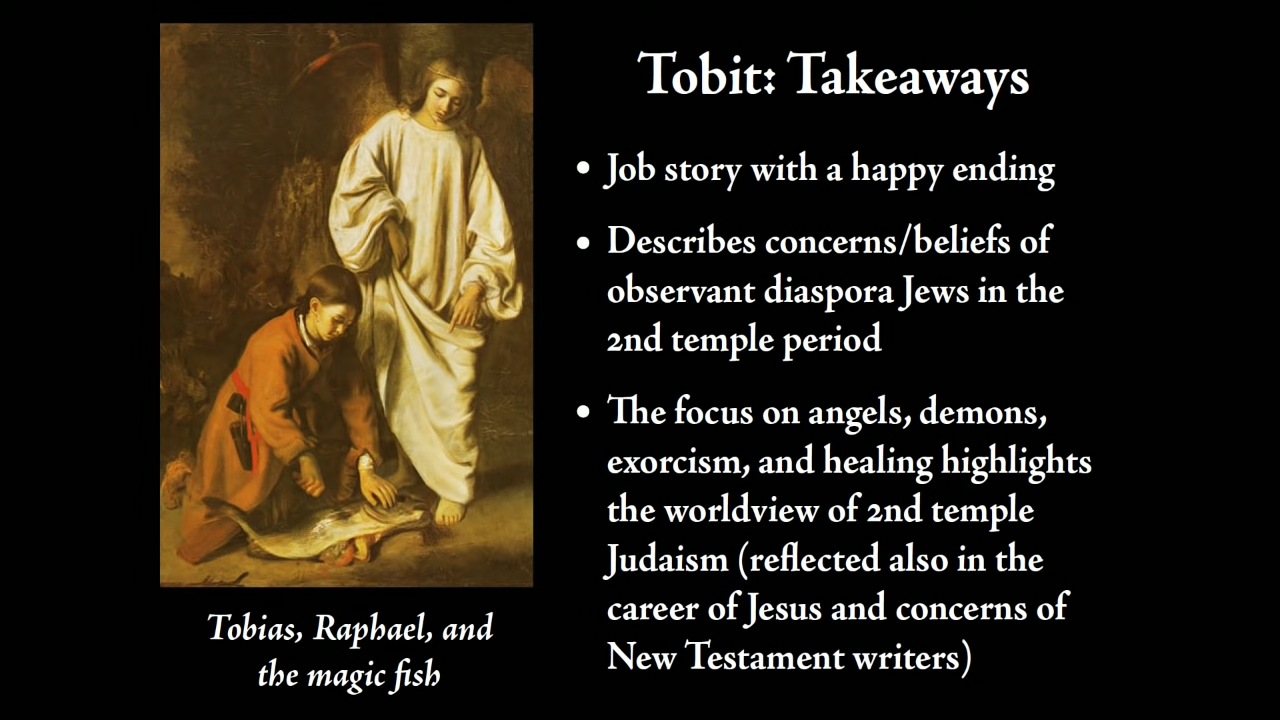 Tobit: Takeaways
• Job story with a happy ending
• Describes concerns/beliefs of
observant diaspora Jews in the
2nd temple period
• The focus on angels, demons,
exorcism, and healing highlights
the worldview of 2nd temple
Judaism (reflected also in the
career of Jesus and concerns of
New Testament writers)
Tobias, Raphael, and
the magic fish